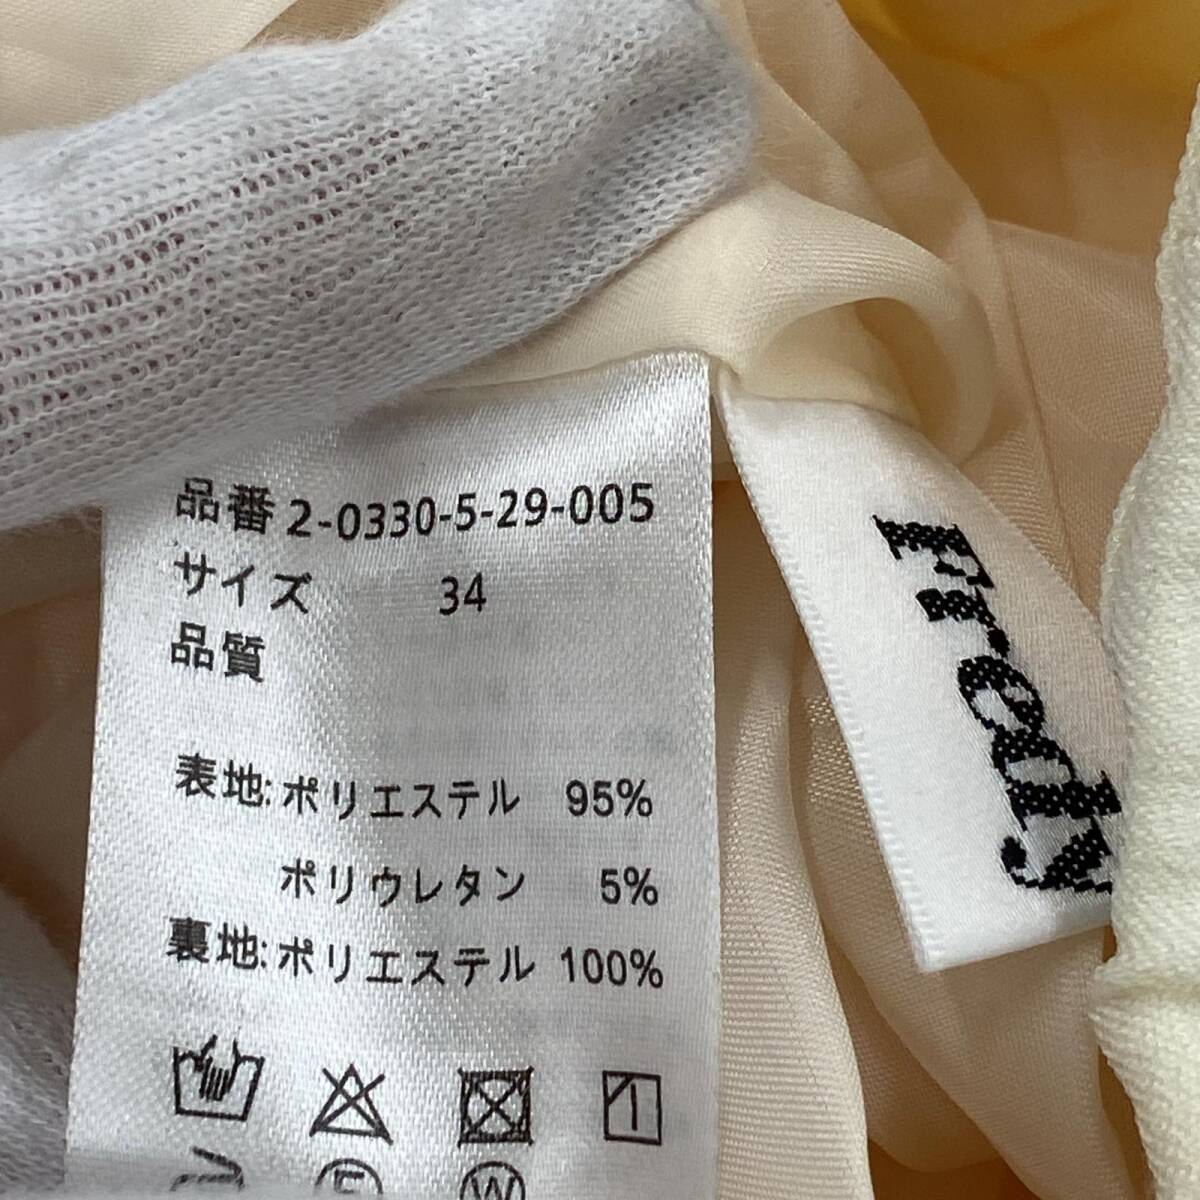 品番 2-0330-5-29-005
サイズ 34
品質
表地: ポリエステル 95%
ポリウレタン 5%
裏地: ポリエステル 100%
Fredy